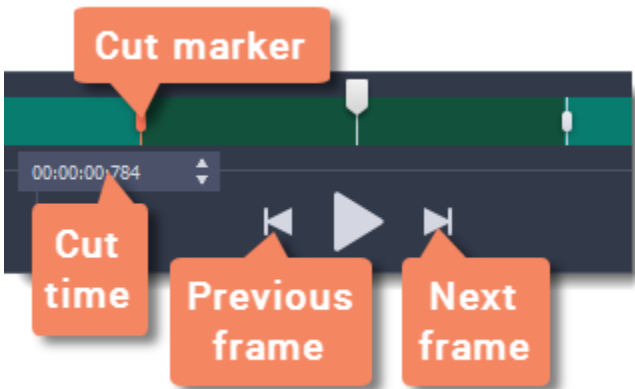 Cut marker
00:00:00:784
Cut
time
Previous
frame
Next
frame